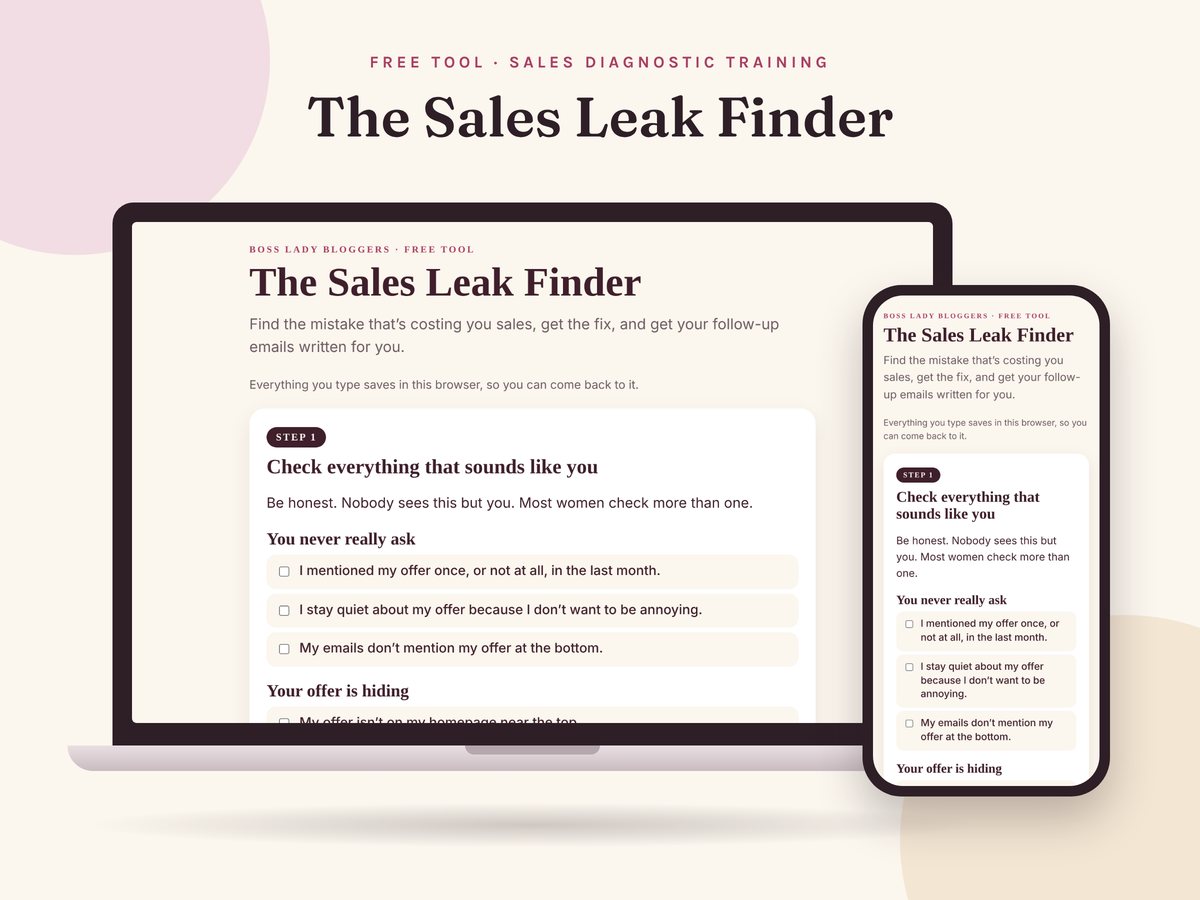 FREE TOOL · SALES DIAGNOSTIC TRAINING
The Sales Leak Finder
BOSS LADY BLOGGERS · FREE TOOL
The Sales Leak Finder
Find the mistake that’s costing you sales, get the fix, and get your follow-up
emails written for you.
Everything you type saves in this browser, so you can come back to it.
STEP 1
Check everything that sounds like you
Be honest. Nobody sees this but you. Most women check more than one.
You never really ask
I mentioned my offer once, or not at all, in the last month.
I stay quiet about my offer because I don’t want to be annoying.
My emails don’t mention my offer at the bottom.
Your offer is hiding
My offer isn’t on my homepage near the top.
BOSS LADY BLOGGERS · FREE TOOL
The Sales Leak Finder
Find the mistake that’s costing you
sales, get the fix, and get your follow-
up emails written for you.
Everything you type saves in this browser, so you
can come back to it.
STEP 1
Check everything that
sounds like you
Be honest. Nobody sees this but
you. Most women check more than
one.
You never really ask
I mentioned my offer once, or
not at all, in the last month.
I stay quiet about my offer
because I don’t want to be
annoying.
My emails don’t mention my
offer at the bottom.
Your offer is hiding